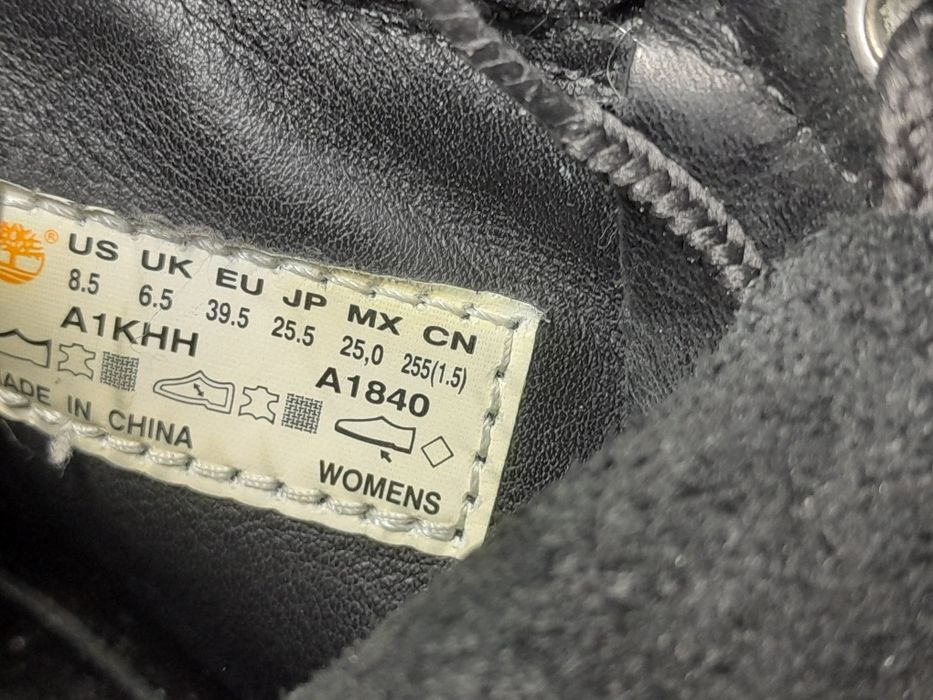 ® US UK EU JP MX CN
8.5 6.5 39.5 25.5 25,0 255(1.5)
A1KHH A1840
MADE IN CHINA
WOMENS